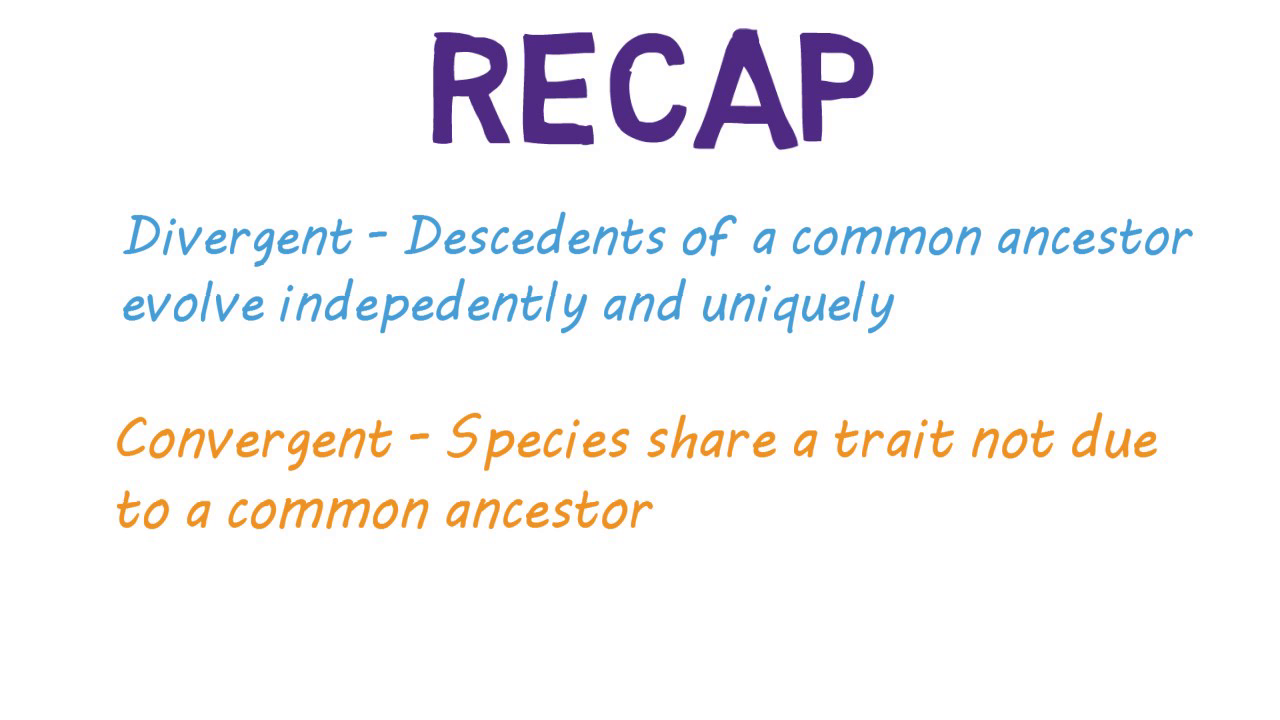 RECAP
Divergent - Descedents of a common ancestor
evolve indepedently and uniquely
Convergent - Species share a trait not due
to a common ancestor